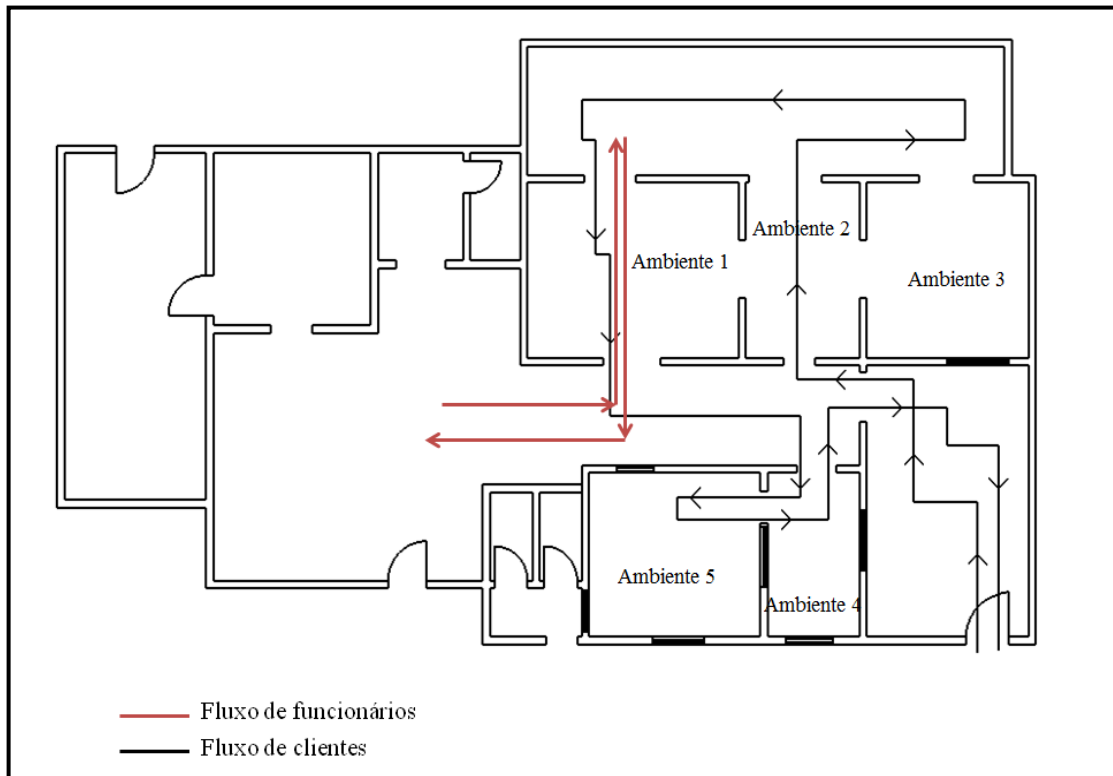 Ambiente 2
Ambiente 1
Ambiente 3
Ambiente 5
Ambiente 4
Fluxo de funcionários
Fluxo de clientes